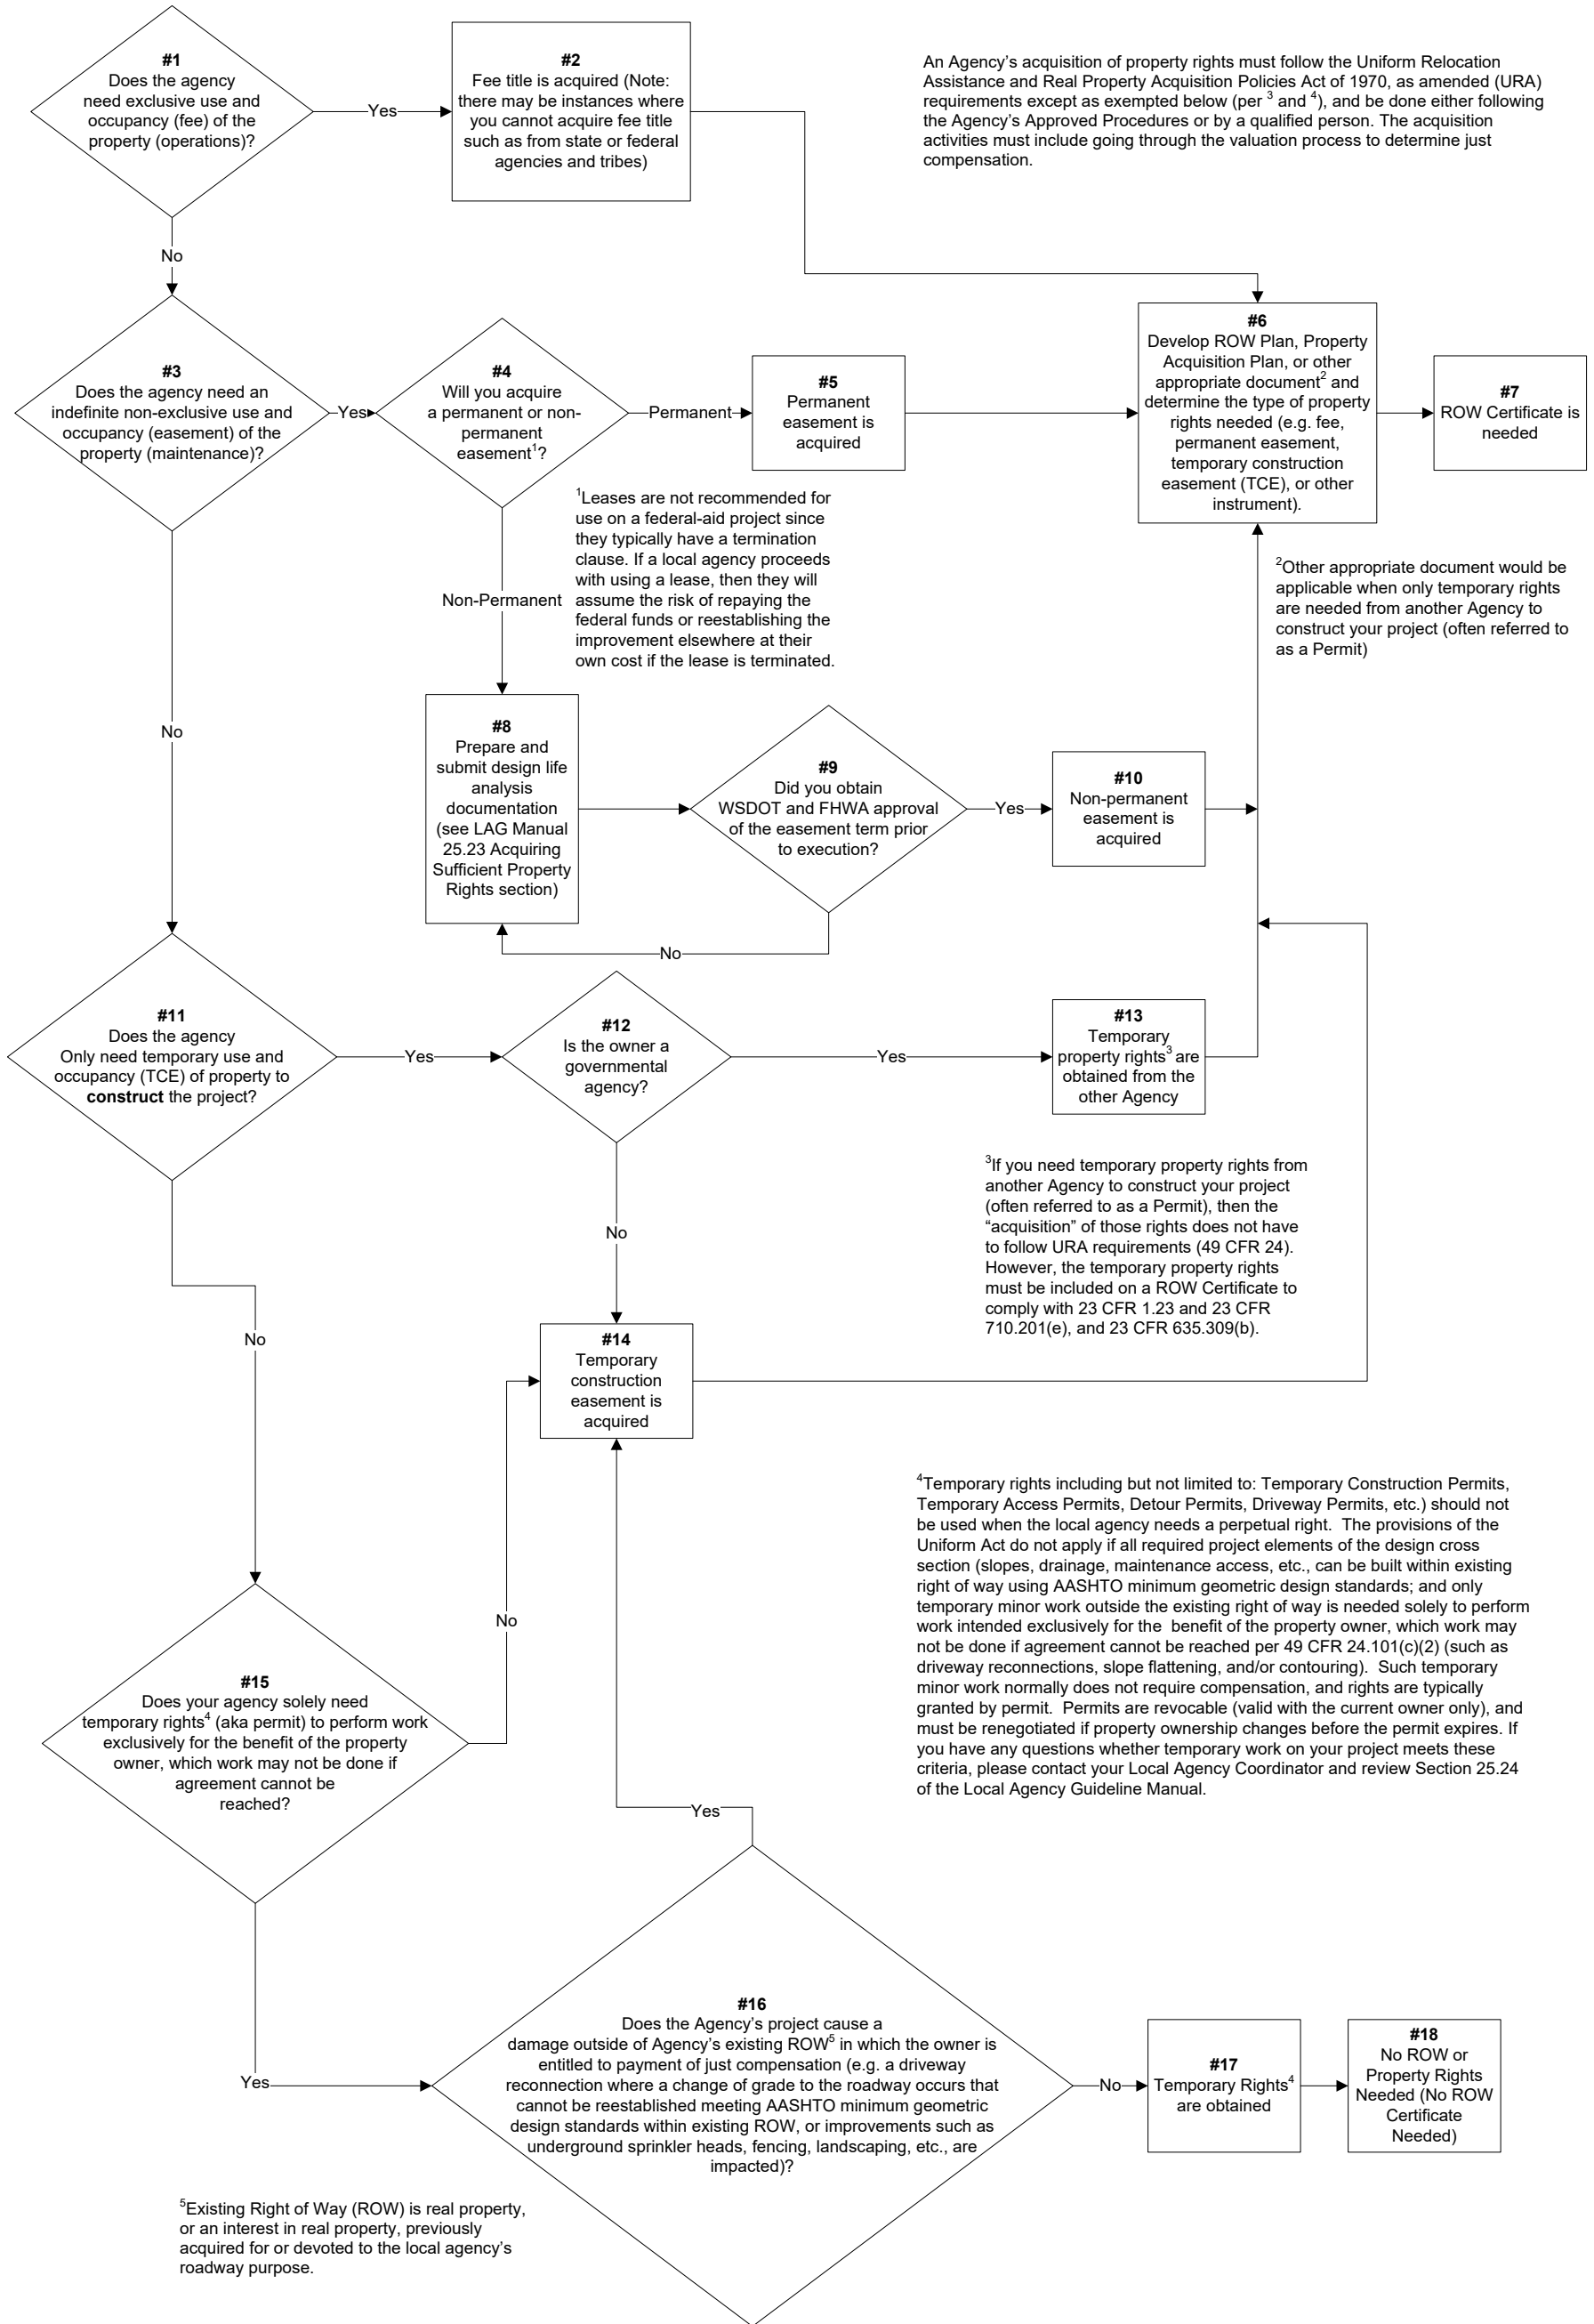 #1
Does the agency
need exclusive use and
occupancy (fee) of the
property (operations)?
Yes
#2
Fee title is acquired (Note:
there may be instances where
you cannot acquire fee title
such as from state or federal
agencies and tribes)
An Agency’s acquisition of property rights must follow the Uniform Relocation
Assistance and Real Property Acquisition Policies Act of 1970, as amended (URA)
requirements except as exempted below (per ³ and ⁴), and be done either following
the Agency’s Approved Procedures or by a qualified person. The acquisition
activities must include going through the valuation process to determine just
compensation.
No
#3
Does the agency need an
indefinite non-exclusive use and
occupancy (easement) of the
property (maintenance)?
Yes
#4
Will you acquire
a permanent or non-
permanent
easement¹?
Permanent
#5
Permanent
easement is
acquired
#6
Develop ROW Plan, Property
Acquisition Plan, or other
appropriate document² and
determine the type of property
rights needed (e.g. fee,
permanent easement,
temporary construction
easement (TCE), or other
instrument).
#7
ROW Certificate is
needed
¹Leases are not recommended for
use on a federal-aid project since
they typically have a termination
clause. If a local agency proceeds
with using a lease, then they will
assume the risk of repaying the
federal funds or reestablishing the
improvement elsewhere at their
own cost if the lease is terminated.
Non-Permanent
²Other appropriate document would be
applicable when only temporary rights
are needed from another Agency to
construct your project (often referred to
as a Permit)
No
#8
Prepare and
submit design life
analysis
documentation
(see LAG Manual
25.23 Acquiring
Sufficient Property
Rights section)
#9
Did you obtain
WSDOT and FHWA approval
of the easement term prior
to execution?
Yes
#10
Non-permanent
easement is
acquired
No
#11
Does the agency
Only need temporary use and
occupancy (TCE) of property to
construct the project?
Yes
#12
Is the owner a
governmental
agency?
Yes
#13
Temporary
property rights³ are
obtained from the
other Agency
³If you need temporary property rights from
another Agency to construct your project
(often referred to as a Permit), then the
“acquisition” of those rights does not have
to follow URA requirements (49 CFR 24).
However, the temporary property rights
must be included on a ROW Certificate to
comply with 23 CFR 1.23 and 23 CFR
710.201(e), and 23 CFR 635.309(b).
No
No
#14
Temporary
construction
easement is
acquired
⁴Temporary rights including but not limited to: Temporary Construction Permits,
Temporary Access Permits, Detour Permits, Driveway Permits, etc.) should not
be used when the local agency needs a perpetual right. The provisions of the
Uniform Act do not apply if all required project elements of the design cross
section (slopes, drainage, maintenance access, etc., can be built within existing
right of way using AASHTO minimum geometric design standards; and only
temporary minor work outside the existing right of way is needed solely to perform
work intended exclusively for the benefit of the property owner, which work may
not be done if agreement cannot be reached per 49 CFR 24.101(c)(2) (such as
driveway reconnections, slope flattening, and/or contouring). Such temporary
minor work normally does not require compensation, and rights are typically
granted by permit. Permits are revocable (valid with the current owner only), and
must be renegotiated if property ownership changes before the permit expires. If
you have any questions whether temporary work on your project meets these
criteria, please contact your Local Agency Coordinator and review Section 25.24
of the Local Agency Guideline Manual.
No
#15
Does your agency solely need
temporary rights⁴ (aka permit) to perform work
exclusively for the benefit of the property
owner, which work may not be done if
agreement cannot be
reached?
Yes
Yes
#16
Does the Agency’s project cause a
damage outside of Agency’s existing ROW⁵ in which the owner is
entitled to payment of just compensation (e.g. a driveway
reconnection where a change of grade to the roadway occurs that
cannot be reestablished meeting AASHTO minimum geometric
design standards within existing ROW, or improvements such as
underground sprinkler heads, fencing, landscaping, etc., are
impacted)?
No
#17
Temporary Rights⁴
are obtained
#18
No ROW or
Property Rights
Needed (No ROW
Certificate
Needed)
⁵Existing Right of Way (ROW) is real property,
or an interest in real property, previously
acquired for or devoted to the local agency’s
roadway purpose.